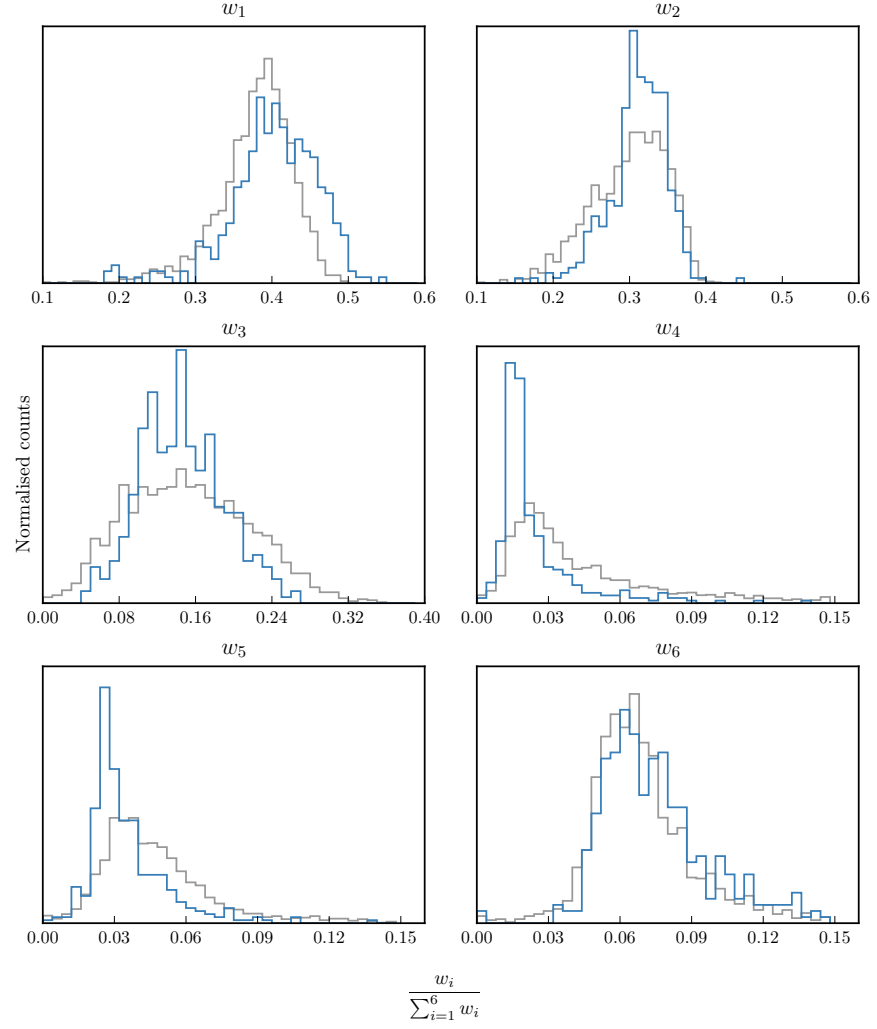 w₁ w₂
0.1 0.2 0.3 0.4 0.5 0.6 0.1 0.2 0.3 0.4 0.5 0.6
w₃ w₄
Normalised counts
0.00 0.08 0.16 0.24 0.32 0.40 0.00 0.03 0.06 0.09 0.12 0.15
w₅ w₆
0.00 0.03 0.06 0.09 0.12 0.15 0.00 0.03 0.06 0.09 0.12 0.15
wᵢ
∑⁶ᵢ₌₁ wᵢ